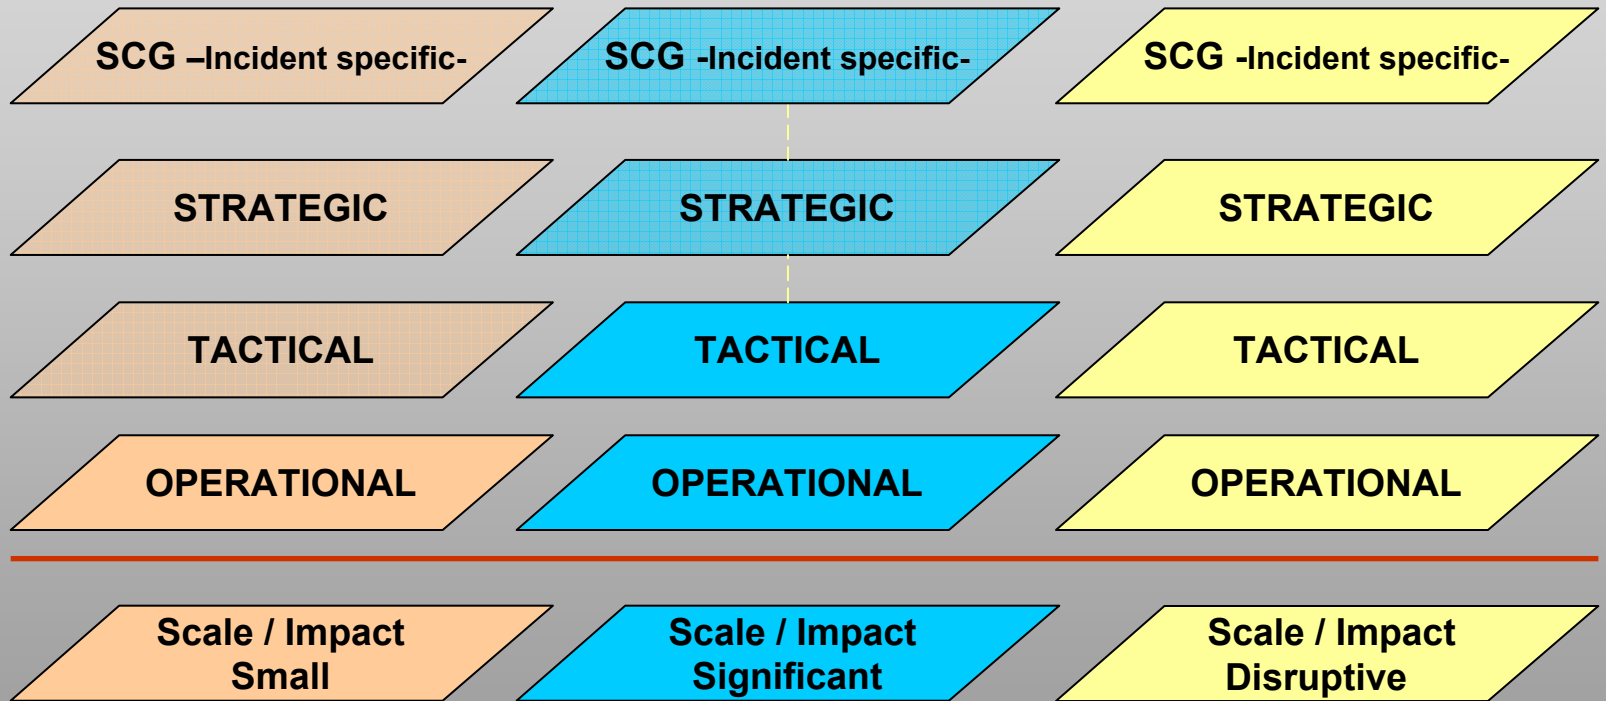 SCG –Incident specific-
SCG -Incident specific-
SCG -Incident specific-
STRATEGIC
STRATEGIC
STRATEGIC
TACTICAL
TACTICAL
TACTICAL
OPERATIONAL
OPERATIONAL
OPERATIONAL
Scale / Impact
Small
Scale / Impact
Significant
Scale / Impact
Disruptive